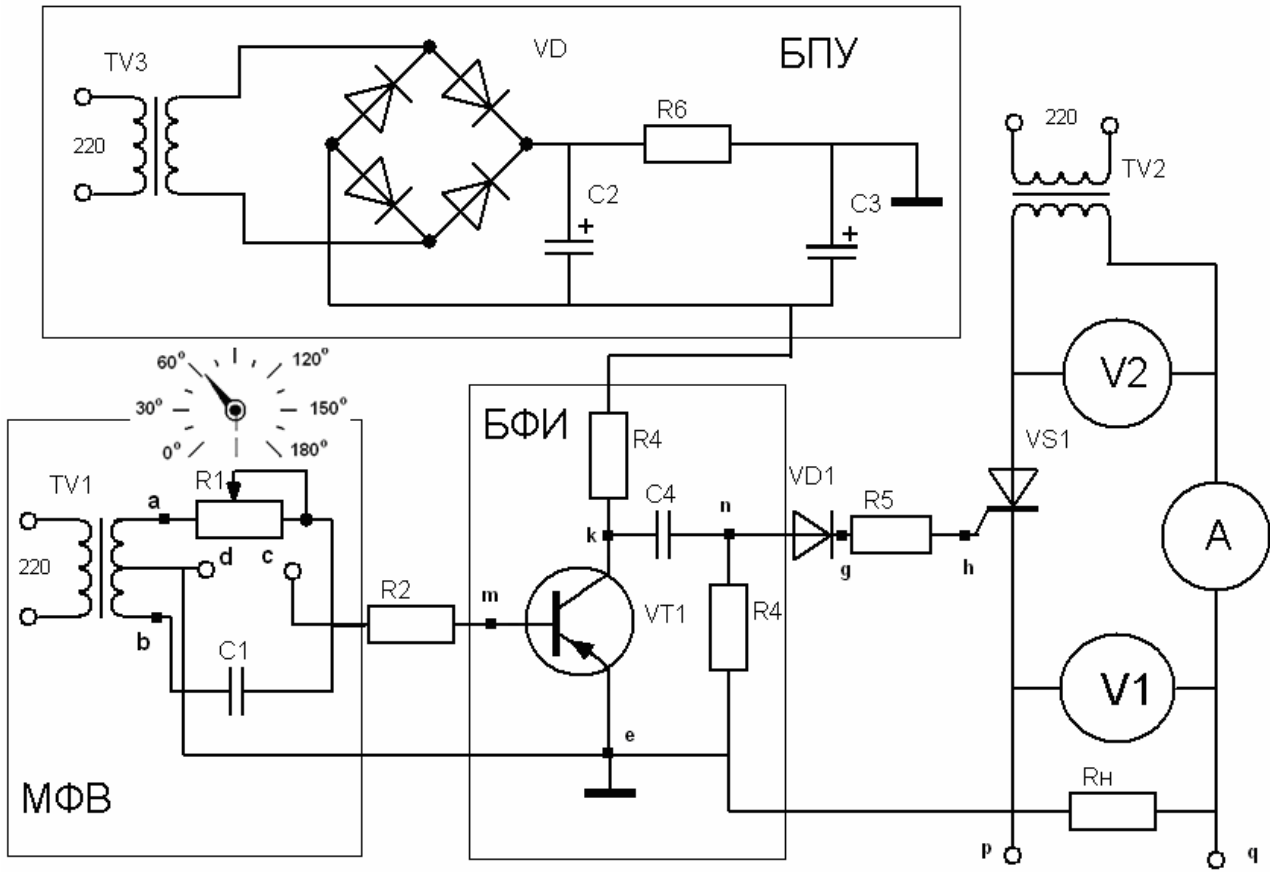 TV3
VD
БПУ
220
R6
C2
+
C3
+
220
TV2
60°
120°
30°
150°
0°
180°
V2
БФИ
R4
VS1
TV1
a
R1
VD1
C4
n
R5
A
k
g
h
220
d
c
R2
m
VT1
R4
b
C1
V1
e
МФВ
Rн
p
q